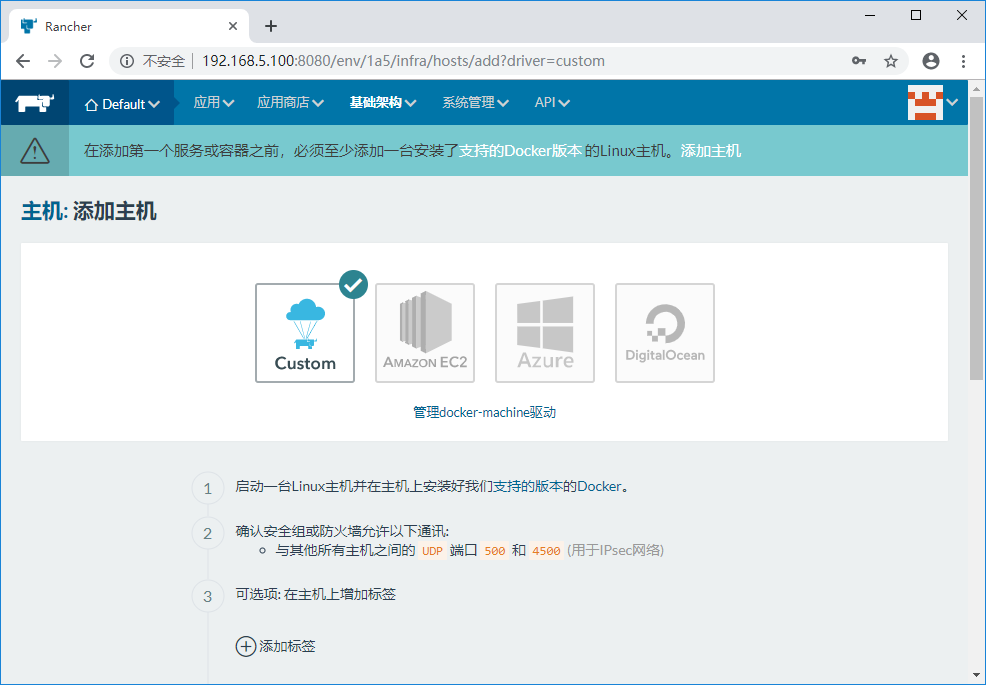 Rancher
不安全 192.168.5.100:8080/env/1a5/infra/hosts/add?driver=custom
Default 应用 应用商店 基础架构 系统管理 API
在添加第一个服务或容器之前，必须至少添加一台安装了支持的Docker版本 的Linux主机。添加主机
主机: 添加主机
Custom
AMAZON EC2
Azure
DigitalOcean
管理docker-machine驱动
1 启动一台Linux主机并在主机上安装好我们支持的版本的Docker。
2 确认安全组或防火墙允许以下通讯:
与其他所有主机之间的 UDP 端口 500 和 4500 (用于IPsec网络)
3 可选项: 在主机上增加标签
添加标签